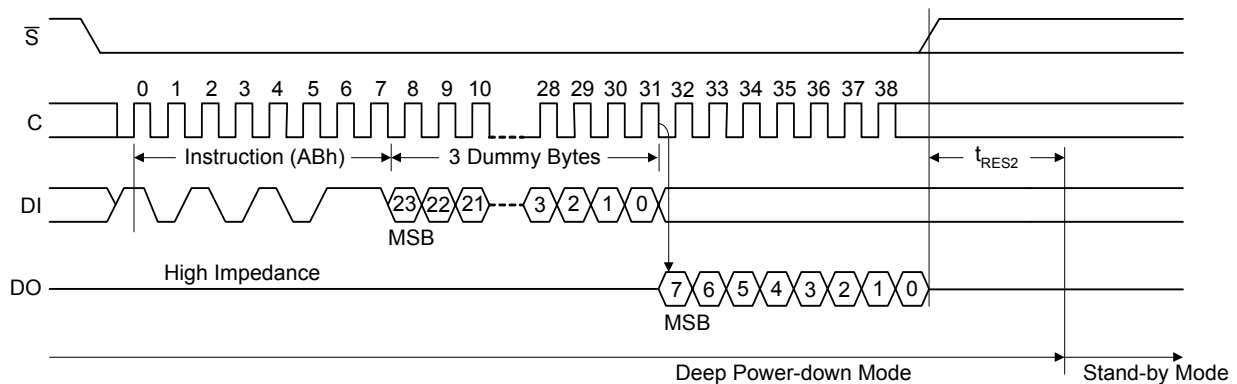 S
0 1 2 3 4 5 6 7 8 9 10 28 29 30 31 32 33 34 35 36 37 38
C
Instruction (ABh) 3 Dummy Bytes tRES2
DI 23 22 21 3 2 1 0
MSB
High Impedance
DO 7 6 5 4 3 2 1 0
MSB
Deep Power-down Mode Stand-by Mode